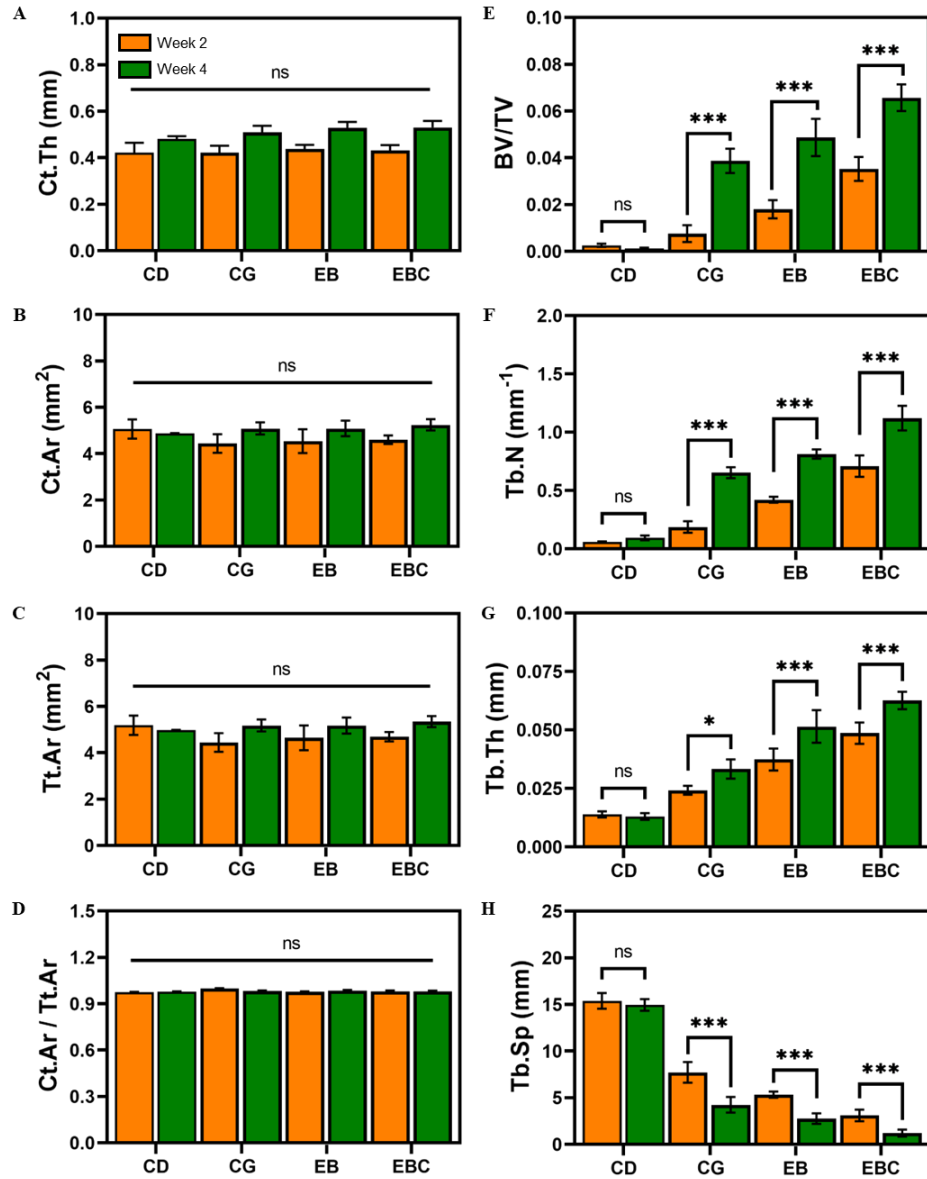 A
Ct.Th (mm)
1.0
0.8
0.6
0.4
0.2
0.0
Week 2
Week 4
ns
CD CG EB EBC
B
Ct.Ar (mm²)
10
8
6
4
2
0
ns
CD CG EB EBC
C
Tt.Ar (mm²)
10
8
6
4
2
0
ns
CD CG EB EBC
D
Ct.Ar / Tt.Ar
1.5
1.2
0.9
0.6
0.3
0.0
ns
CD CG EB EBC
E
BV/TV
0.10
0.08
0.06
0.04
0.02
0.00
ns *** *** ***
CD CG EB EBC
F
Tb.N (mm⁻¹)
2.0
1.5
1.0
0.5
0.0
ns *** *** ***
CD CG EB EBC
G
Tb.Th (mm)
0.100
0.075
0.050
0.025
0.000
ns * *** ***
CD CG EB EBC
H
Tb.Sp (mm)
25
20
15
10
5
0
ns *** *** ***
CD CG EB EBC